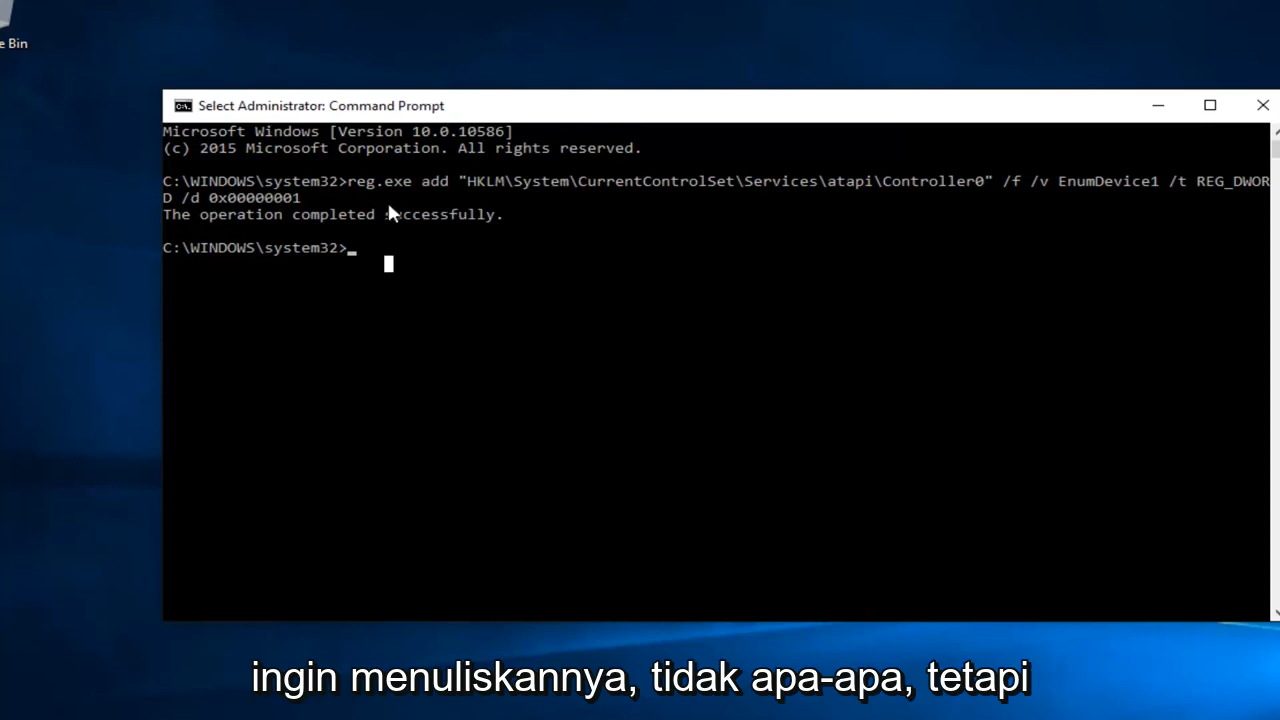 e Bin
Select Administrator: Command Prompt
Microsoft Windows [Version 10.0.10586]
(c) 2015 Microsoft Corporation. All rights reserved.
C:\WINDOWS\system32>reg.exe add "HKLM\System\CurrentControlSet\Services\atapi\Controller0" /f /v EnumDevice1 /t REG_DWOR
D /d 0x00000001
The operation completed successfully.
C:\WINDOWS\system32>_
ingin menuliskannya, tidak apa-apa, tetapi